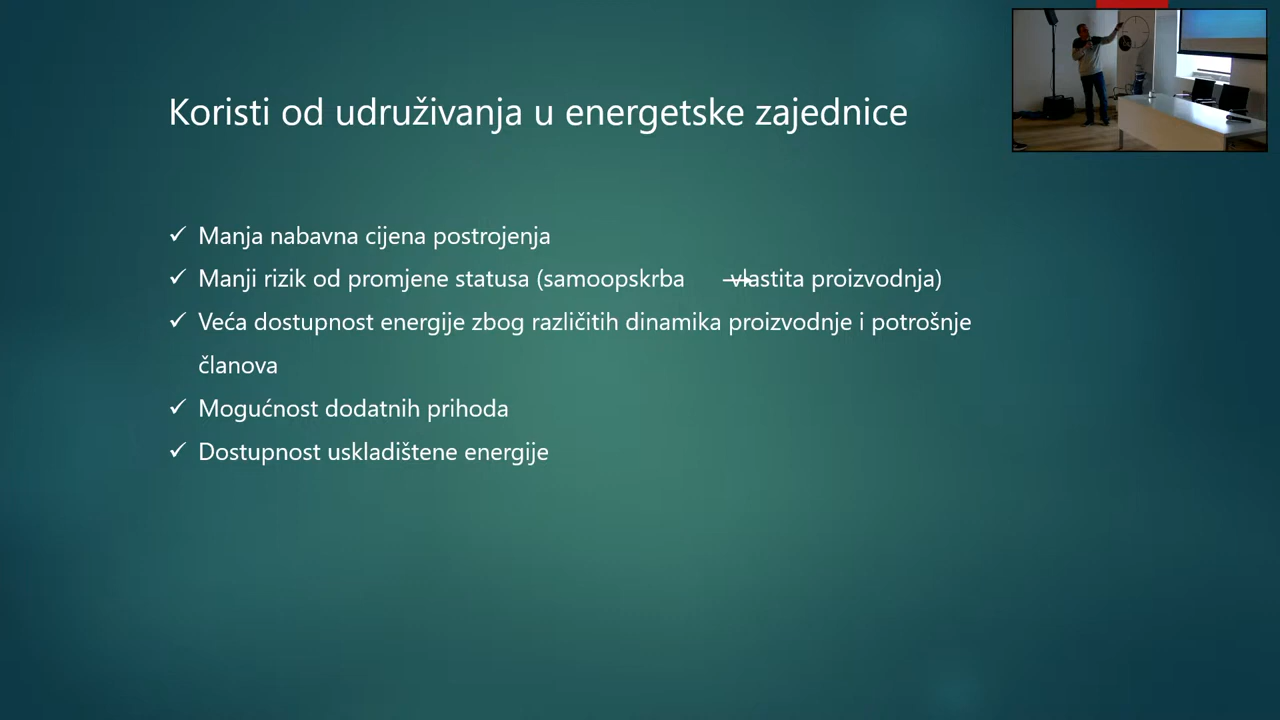 Koristi od udruživanja u energetske zajednice
✓ Manja nabavna cijena postrojenja
✓ Manji rizik od promjene statusa (samoopskrba → vlastita proizvodnja)
✓ Veća dostupnost energije zbog različitih dinamika proizvodnje i potrošnje
članova
✓ Mogućnost dodatnih prihoda
✓ Dostupnost uskladištene energije